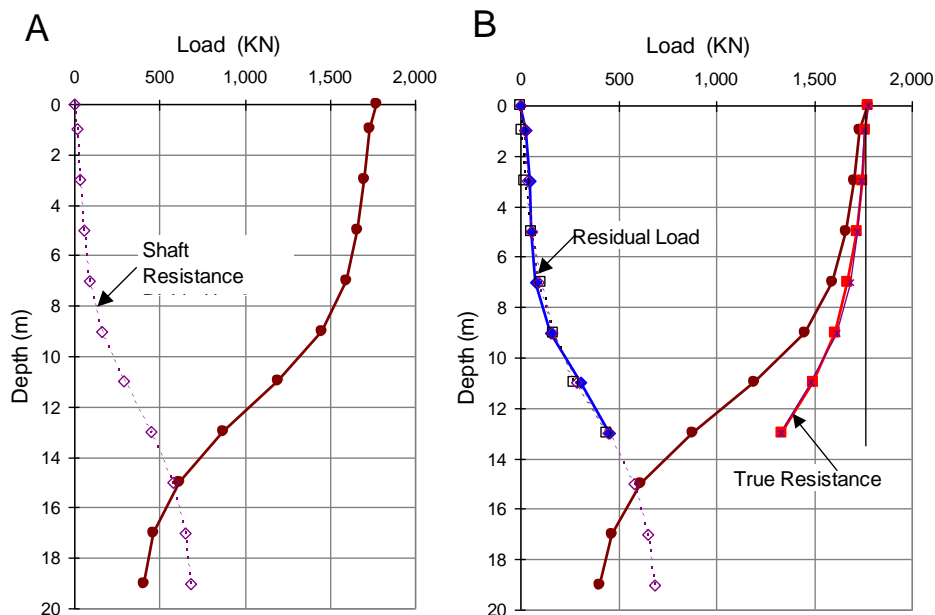 A
Load (KN)
0 500 1,000 1,500 2,000
0
2
4
6
8
10
12
14
16
18
20
Depth (m)
Shaft
Resistance
B
Load (KN)
0 500 1,000 1,500 2,000
0
2
4
6
8
10
12
14
16
18
20
Depth (m)
Residual Load
True Resistance